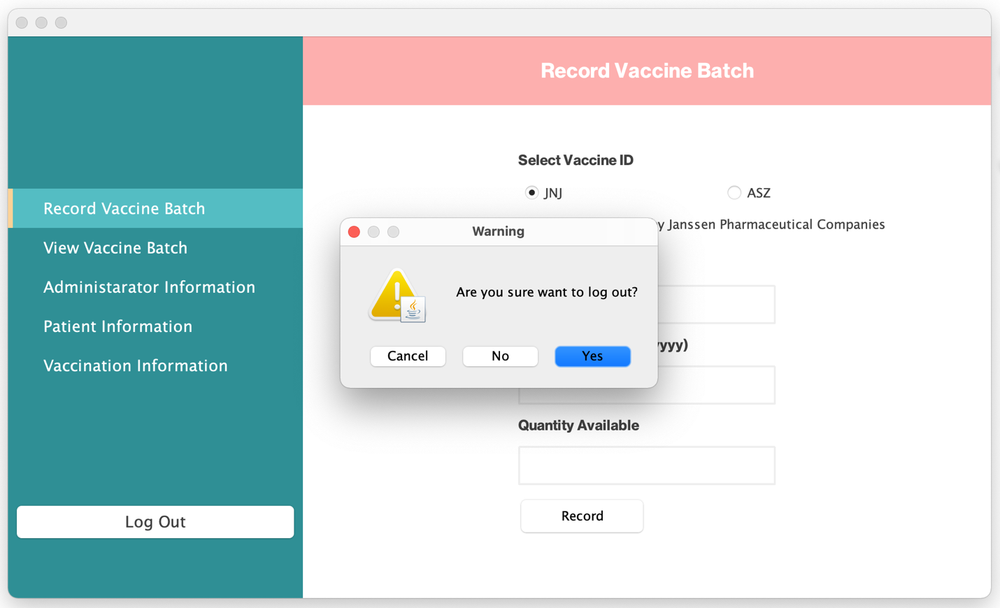 Record Vaccine Batch
Record Vaccine Batch
View Vaccine Batch
Administarator Information
Patient Information
Vaccination Information
Log Out
Select Vaccine ID
JNJ ASZ
y Janssen Pharmaceutical Companies
yyyy)
Quantity Available
Record
Warning
Are you sure want to log out?
Cancel No Yes